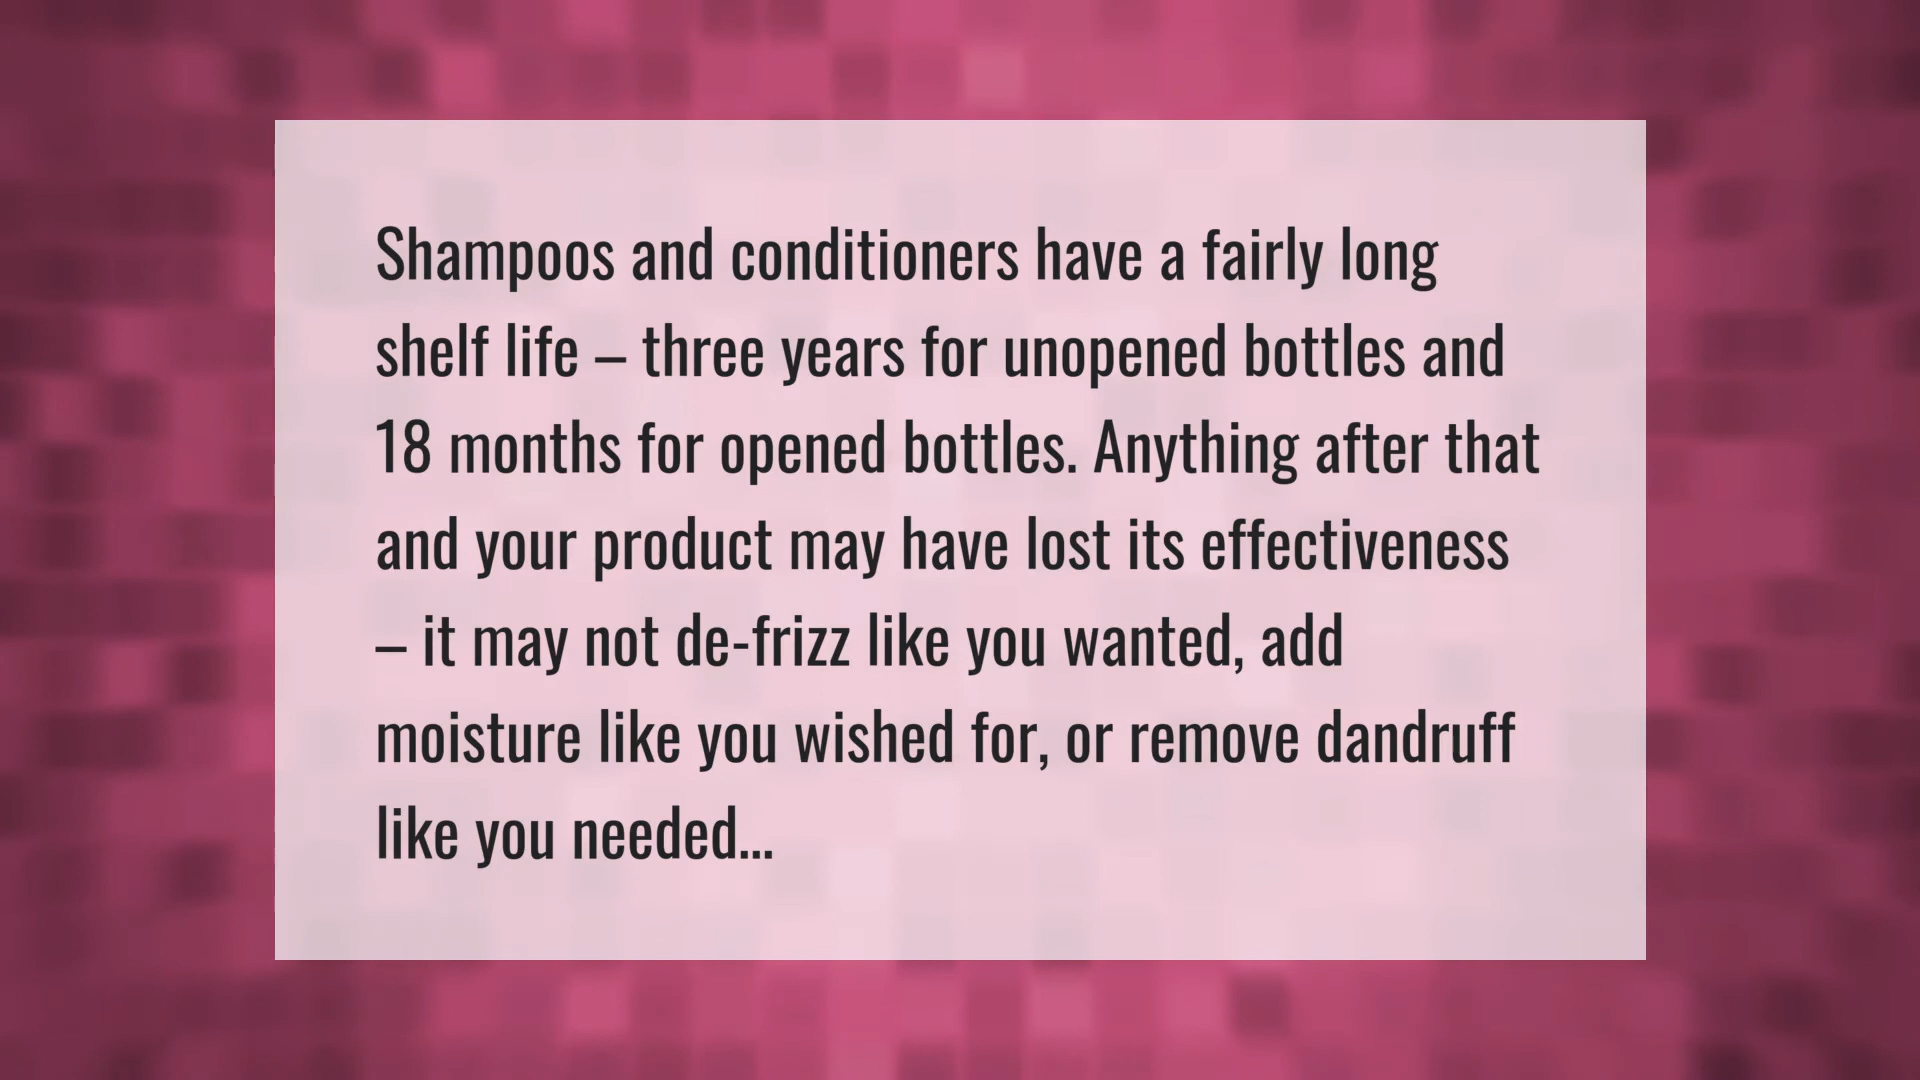 Shampoos and conditioners have a fairly long
shelf life – three years for unopened bottles and
18 months for opened bottles. Anything after that
and your product may have lost its effectiveness
– it may not de-frizz like you wanted, add
moisture like you wished for, or remove dandruff
like you needed...